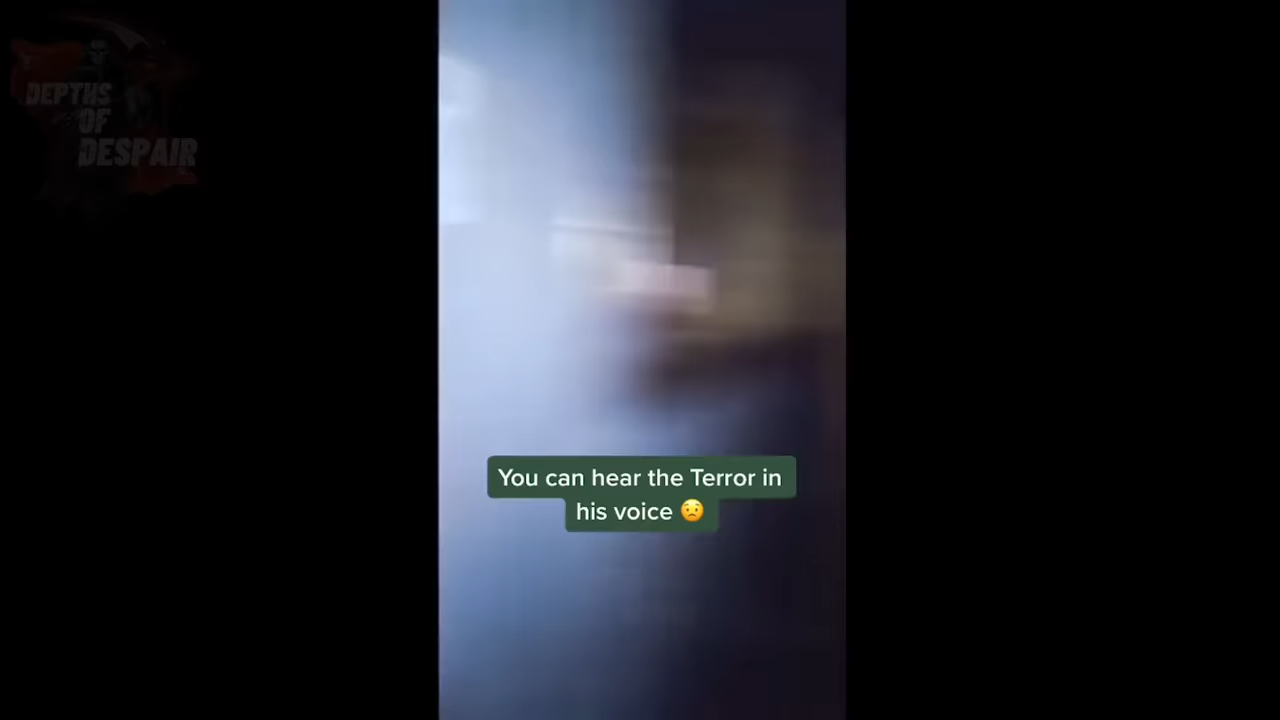 DEPTHS
OF
DESPAIR
You can hear the Terror in
his voice 😟